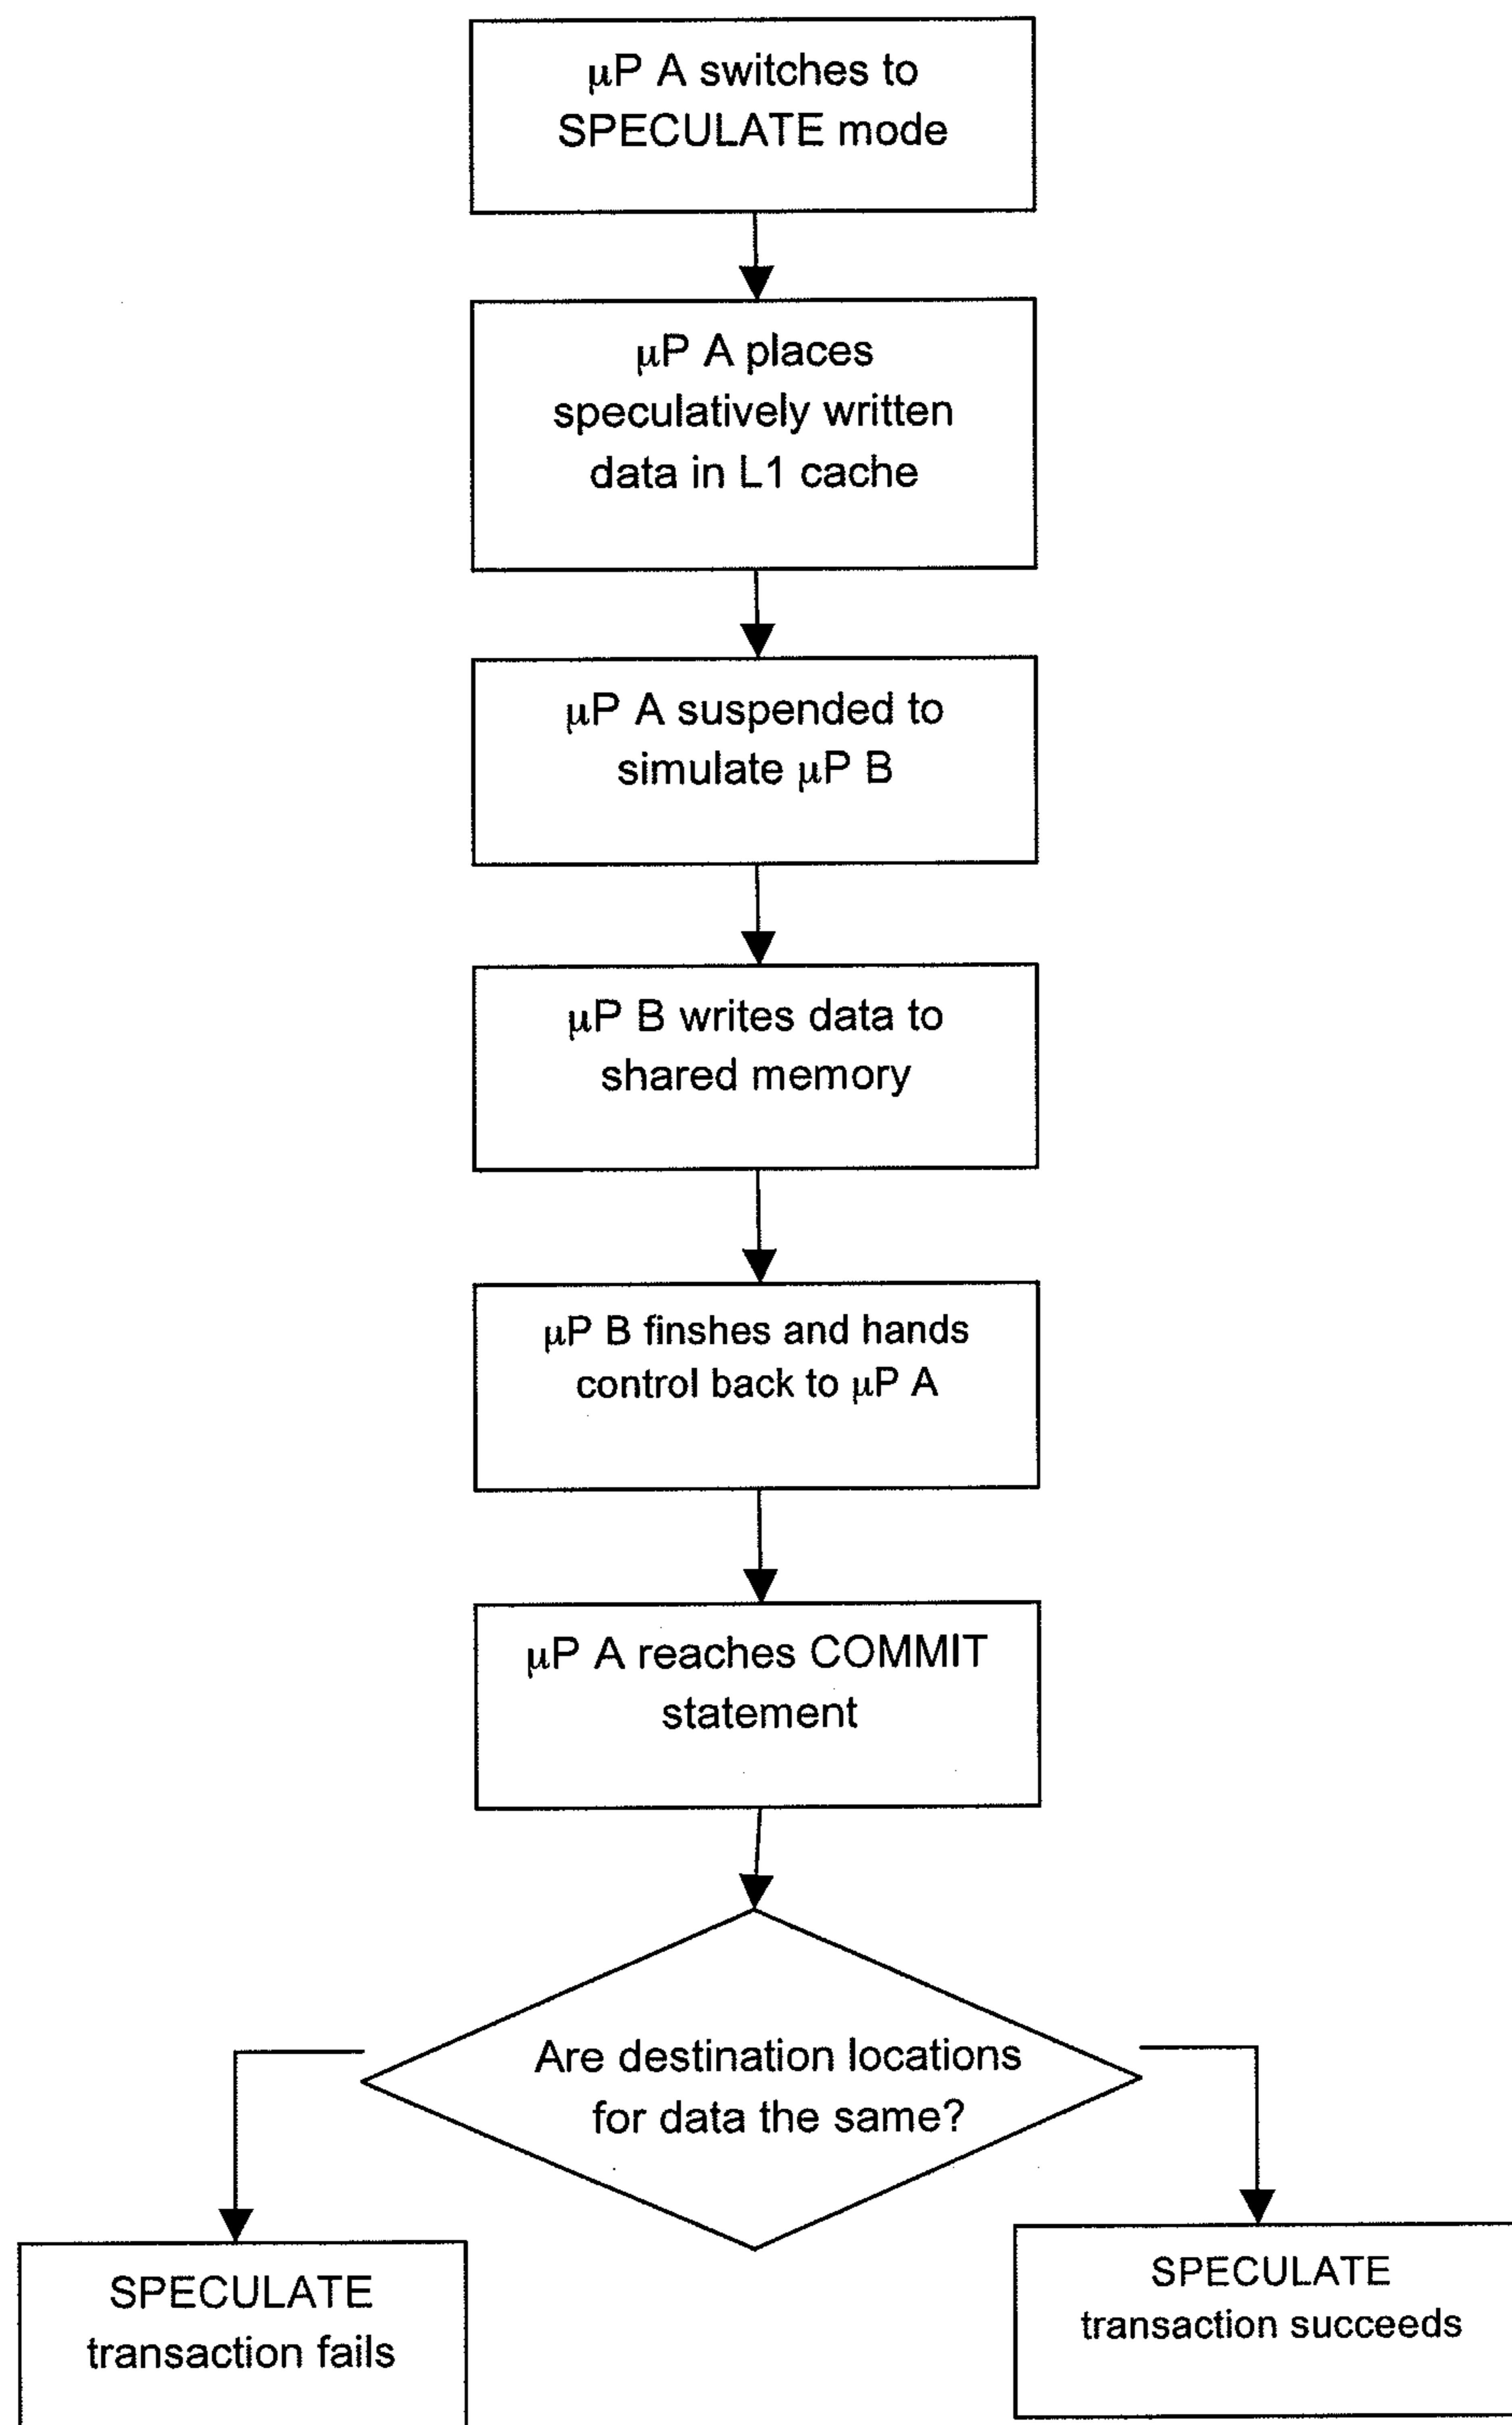 μP A switches to
SPECULATE mode
μP A places
speculatively written
data in L1 cache
μP A suspended to
simulate μP B
μP B writes data to
shared memory
μP B finshes and hands
control back to μP A
μP A reaches COMMIT
statement
Are destination locations
for data the same?
SPECULATE
transaction fails
SPECULATE
transaction succeeds